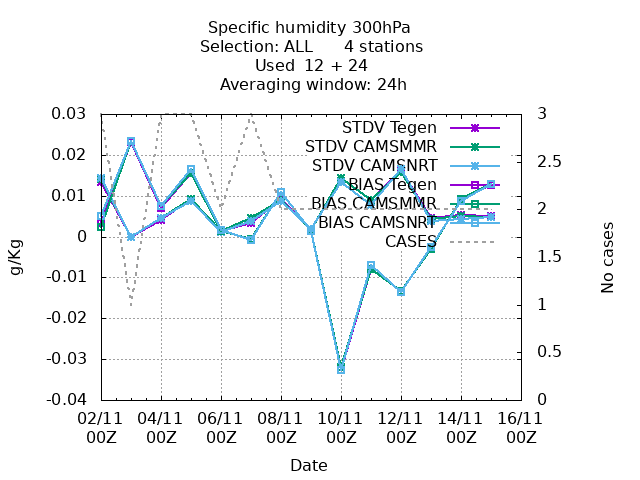 Specific humidity 300hPa
Selection: ALL 4 stations
Used 12 + 24
Averaging window: 24h
0.03
0.02
0.01
0
-0.01
-0.02
-0.03
-0.04
g/Kg
STDV Tegen
STDV CAMSMMR
STDV CAMSNRT
BIAS Tegen
BIAS CAMSMMR
BIAS CAMSNRT
CASES
3
2.5
2
1.5
1
0.5
0
No cases
02/11 04/11 06/11 08/11 10/11 12/11 14/11 16/11
00Z 00Z 00Z 00Z 00Z 00Z 00Z 00Z
Date